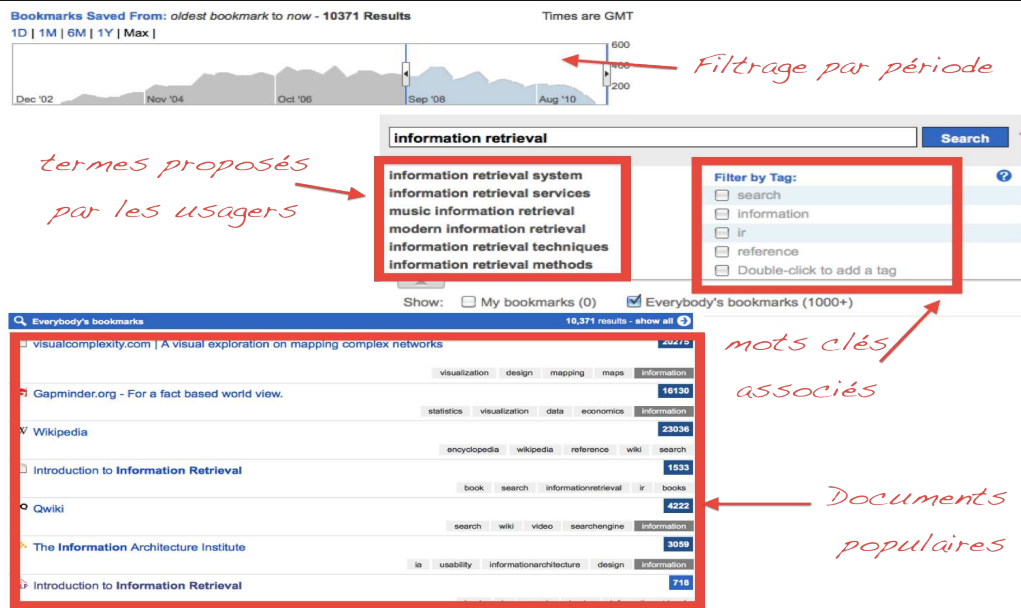 Bookmarks Saved From: oldest bookmark to now - 10371 Results
Times are GMT
1D | 1M | 6M | 1Y | Max |
600
400
200
Dec '02
Nov '04
Oct '06
Sep '08
Aug '10
Filtrage par période
information retrieval
Search
termes proposés
par les usagers
information retrieval system
information retrieval services
music information retrieval
modern information retrieval
information retrieval techniques
information retrieval methods
Filter by Tag:
?
search
information
ir
reference
Double-click to add a tag
Show: My bookmarks (0) Everybody's bookmarks (1000+)
mots clés
associés
Everybody's bookmarks
10,371 results - show all
visualcomplexity.com | A visual exploration on mapping complex networks
20275
visualization design mapping maps information
Gapminder.org - For a fact based world view.
16130
statistics visualization data economics information
W Wikipedia
23036
encyclopedia wikipedia reference wiki search
Introduction to Information Retrieval
1533
book search informationretrieval ir books
Qwiki
4222
search wiki video searchengine information
The Information Architecture Institute
3059
ia usability informationarchitecture design information
Introduction to Information Retrieval
718
Documents
populaires